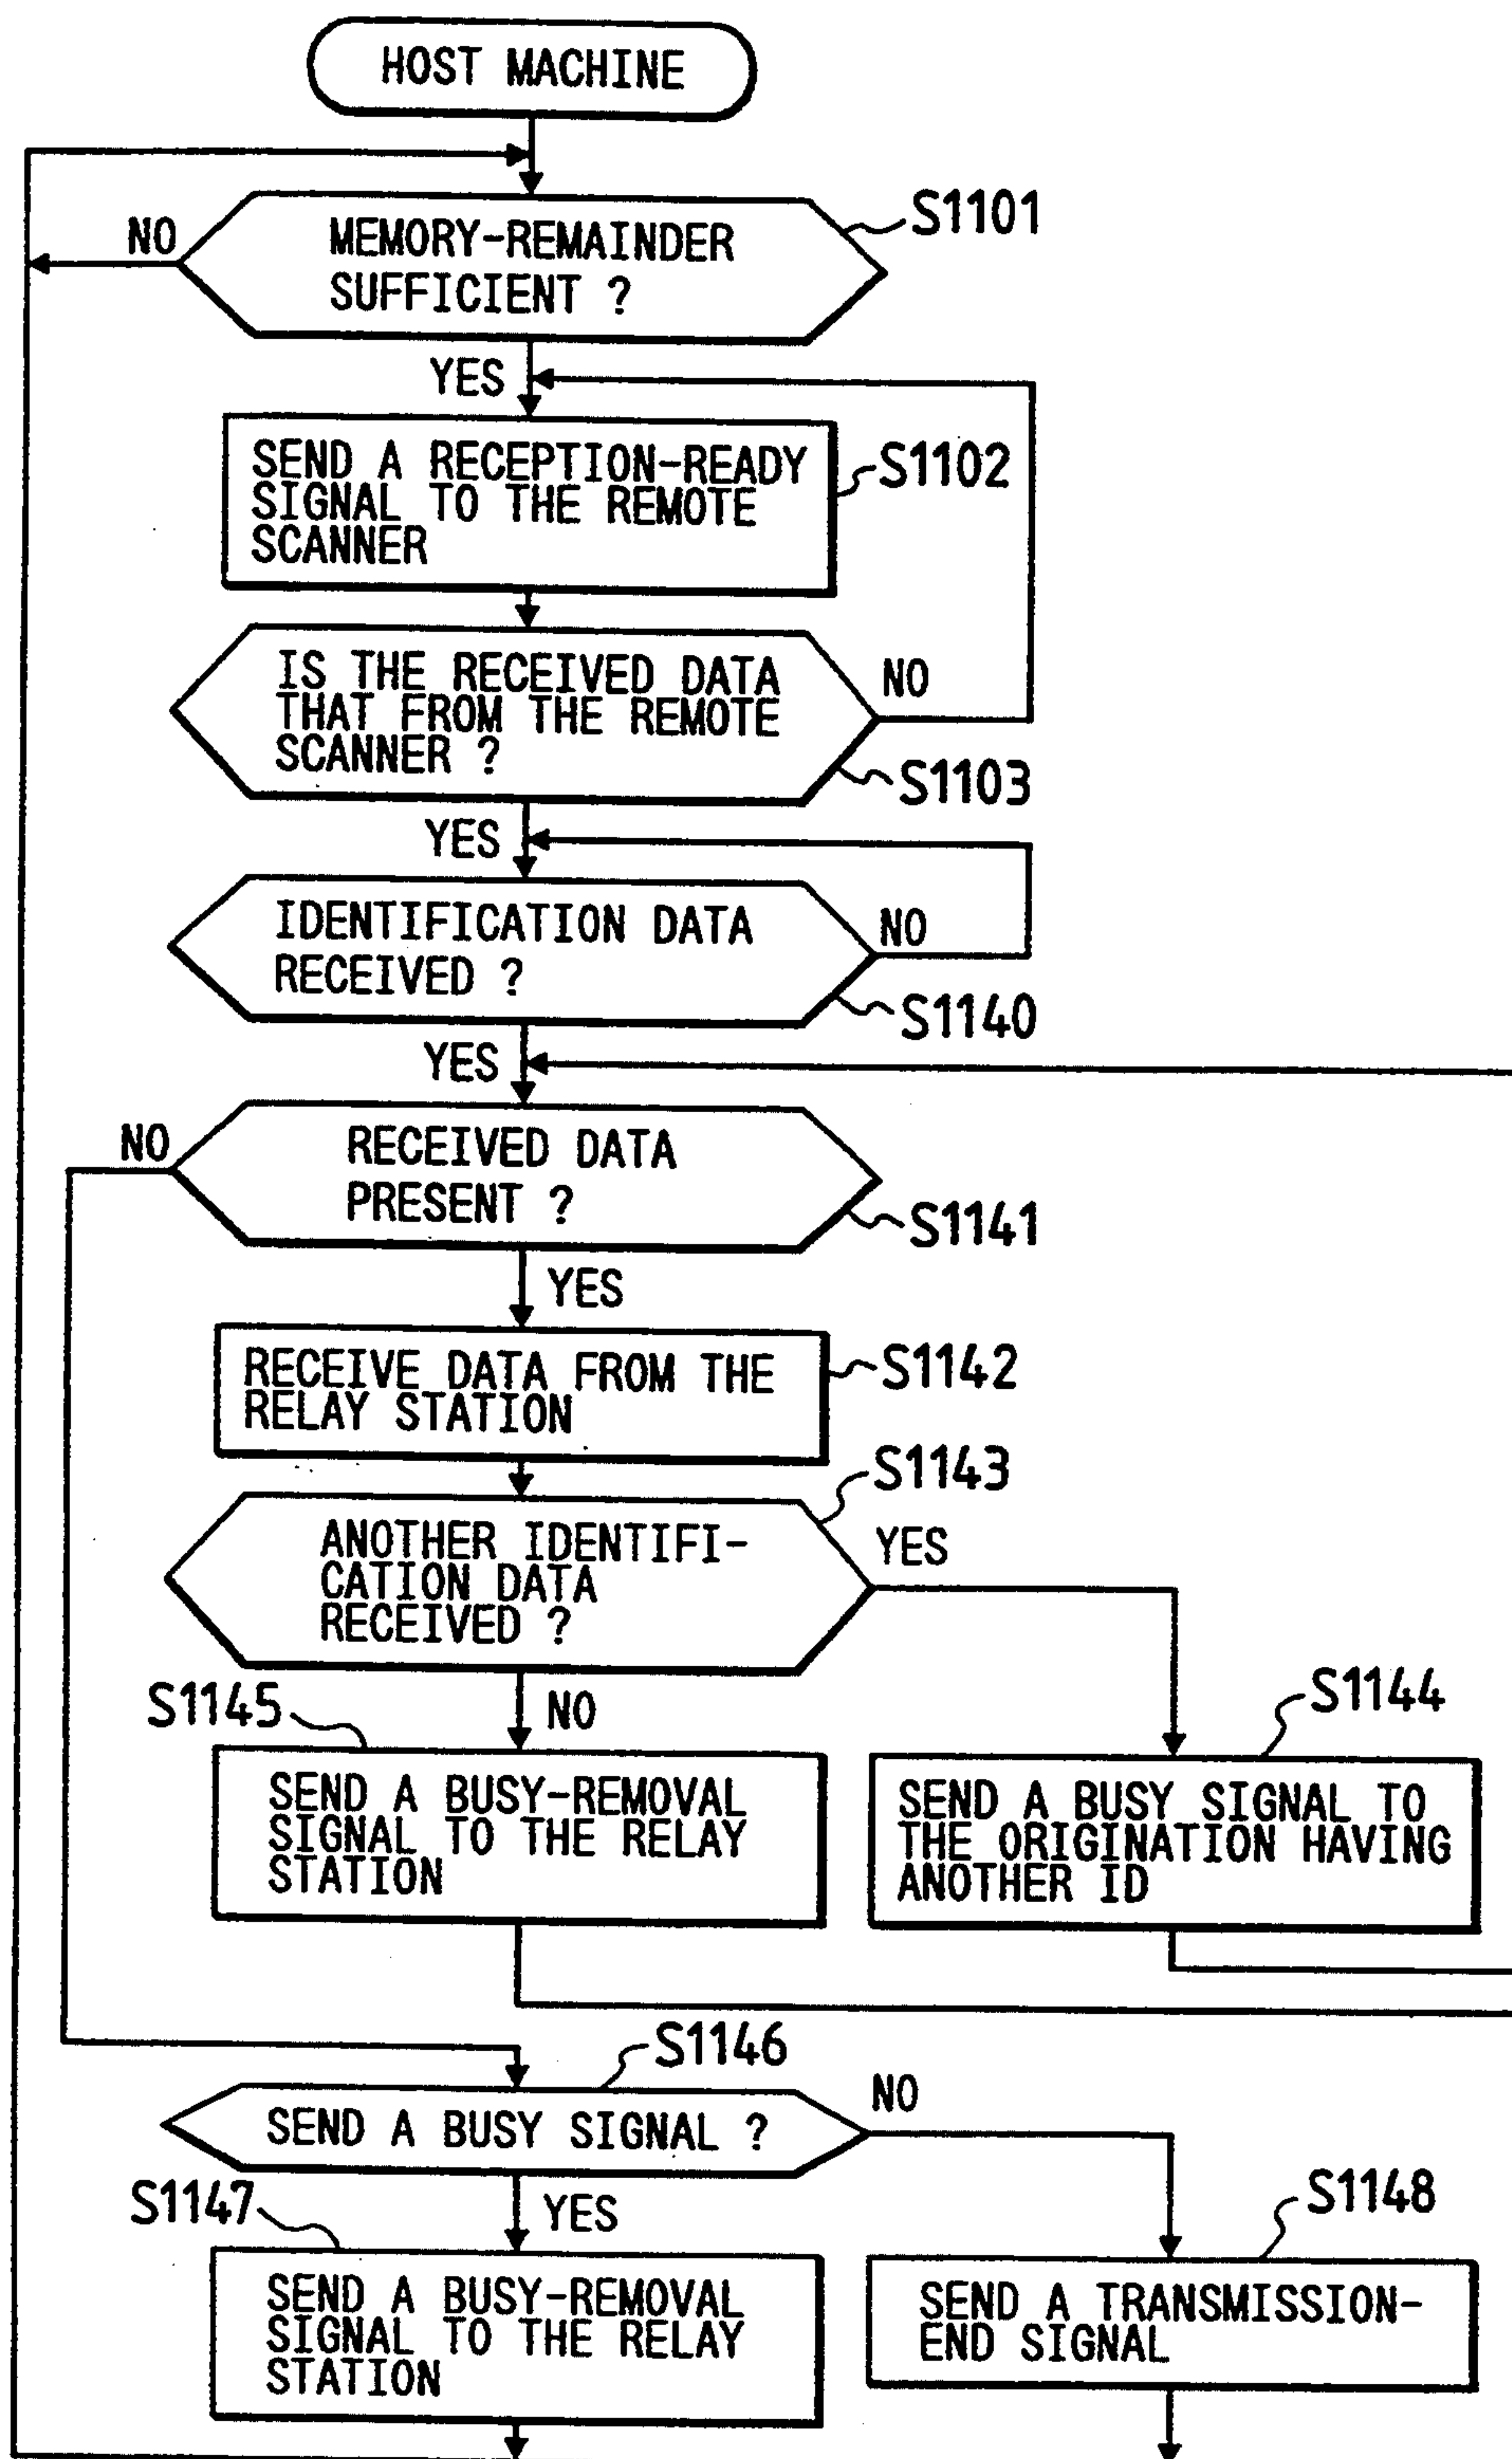 HOST MACHINE
S1101
NO
MEMORY-REMAINDER
SUFFICIENT ?
YES
SEND A RECEPTION-READY
SIGNAL TO THE REMOTE
SCANNER
S1102
IS THE RECEIVED DATA
THAT FROM THE REMOTE
SCANNER ?
NO
S1103
YES
IDENTIFICATION DATA
RECEIVED ?
NO
S1140
YES
NO
RECEIVED DATA
PRESENT ?
S1141
YES
RECEIVE DATA FROM THE
RELAY STATION
S1142
S1143
ANOTHER IDENTIFI-
CATION DATA
RECEIVED ?
YES
S1145
NO
S1144
SEND A BUSY-REMOVAL
SIGNAL TO THE RELAY
STATION
SEND A BUSY SIGNAL TO
THE ORIGINATION HAVING
ANOTHER ID
S1146
SEND A BUSY SIGNAL ?
NO
S1147
YES
S1148
SEND A BUSY-REMOVAL
SIGNAL TO THE RELAY
STATION
SEND A TRANSMISSION-
END SIGNAL